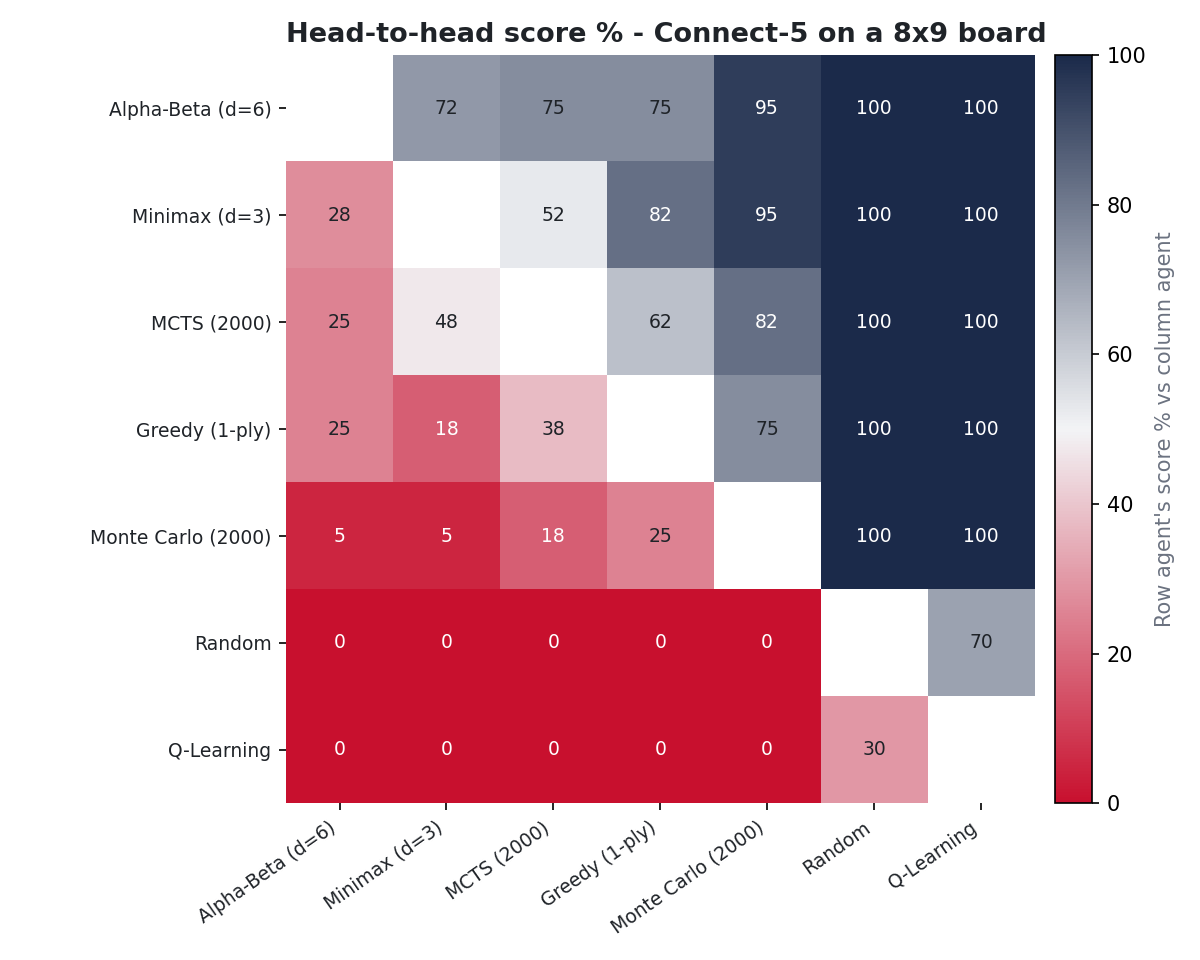 Head-to-head score % - Connect-5 on a 8x9 board
Alpha-Beta (d=6) 72 75 75 95 100 100
Minimax (d=3) 28 52 82 95 100 100
MCTS (2000) 25 48 62 82 100 100
Greedy (1-ply) 25 18 38 75 100 100
Monte Carlo (2000) 5 5 18 25 100 100
Random 0 0 0 0 0 70
Q-Learning 0 0 0 0 0 30
Alpha-Beta (d=6)
Minimax (d=3)
MCTS (2000)
Greedy (1-ply)
Monte Carlo (2000)
Random
Q-Learning
100
80
60
40
20
0
Row agent's score % vs column agent